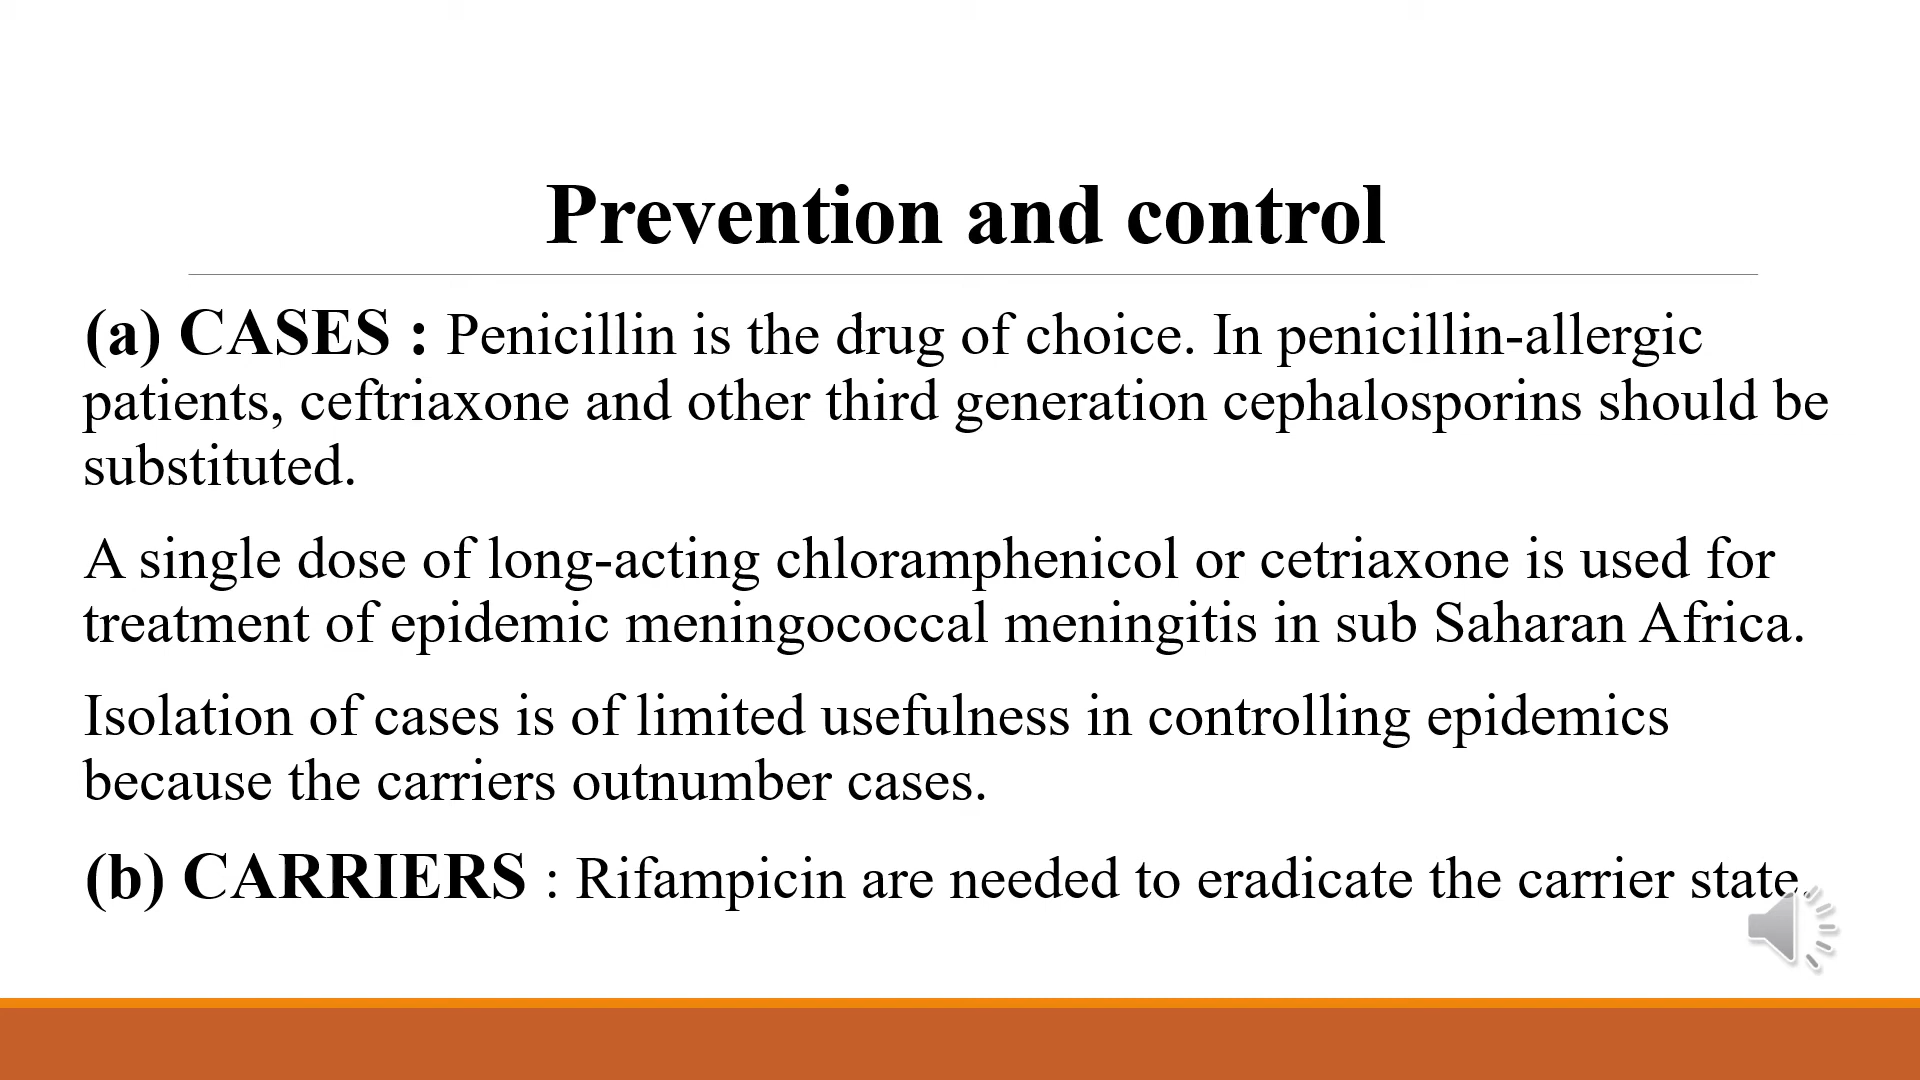 Prevention and control
(a) CASES : Penicillin is the drug of choice. In penicillin-allergic
patients, ceftriaxone and other third generation cephalosporins should be
substituted.
A single dose of long-acting chloramphenicol or cetriaxone is used for
treatment of epidemic meningococcal meningitis in sub Saharan Africa.
Isolation of cases is of limited usefulness in controlling epidemics
because the carriers outnumber cases.
(b) CARRIERS : Rifampicin are needed to eradicate the carrier state.